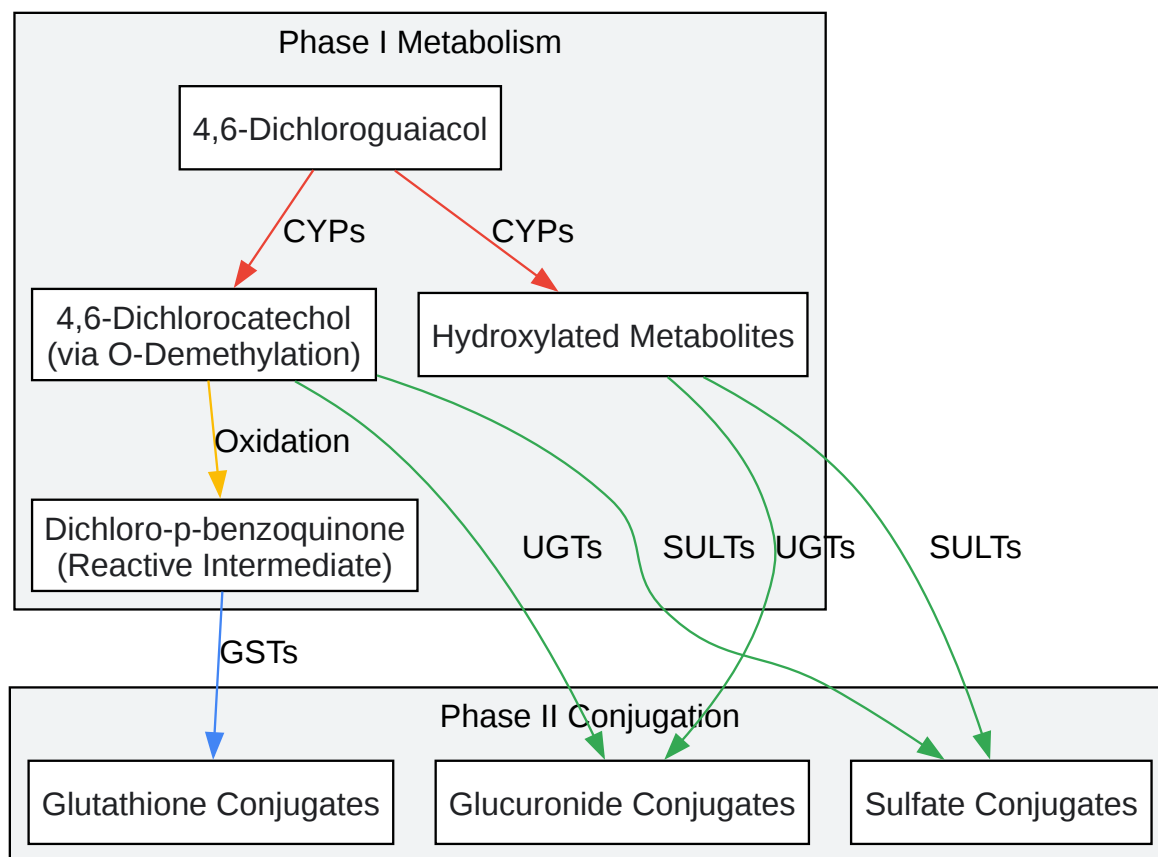 Phase I Metabolism
4,6-Dichloroguaiacol
CYPs
CYPs
4,6-Dichlorocatechol
(via O-Demethylation)
Hydroxylated Metabolites
Oxidation
Dichloro-p-benzoquinone
(Reactive Intermediate)
UGTs
SULTs
UGTs
SULTs
GSTs
Phase II Conjugation
Glutathione Conjugates
Glucuronide Conjugates
Sulfate Conjugates